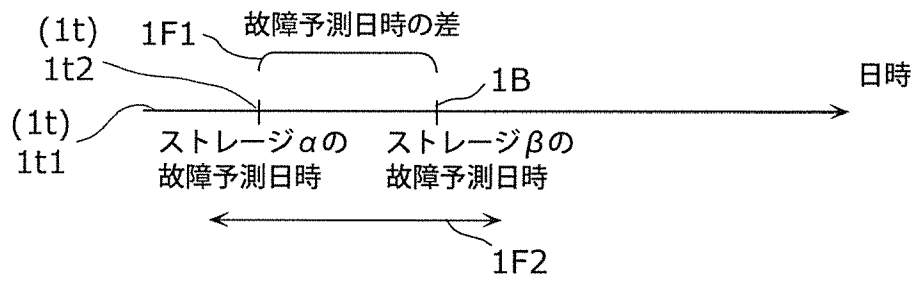 (1t)
1t2
1F1
故障予測日時の差
1B
日時
(1t)
1t1
ストレージαの
故障予測日時
ストレージβの
故障予測日時
1F2